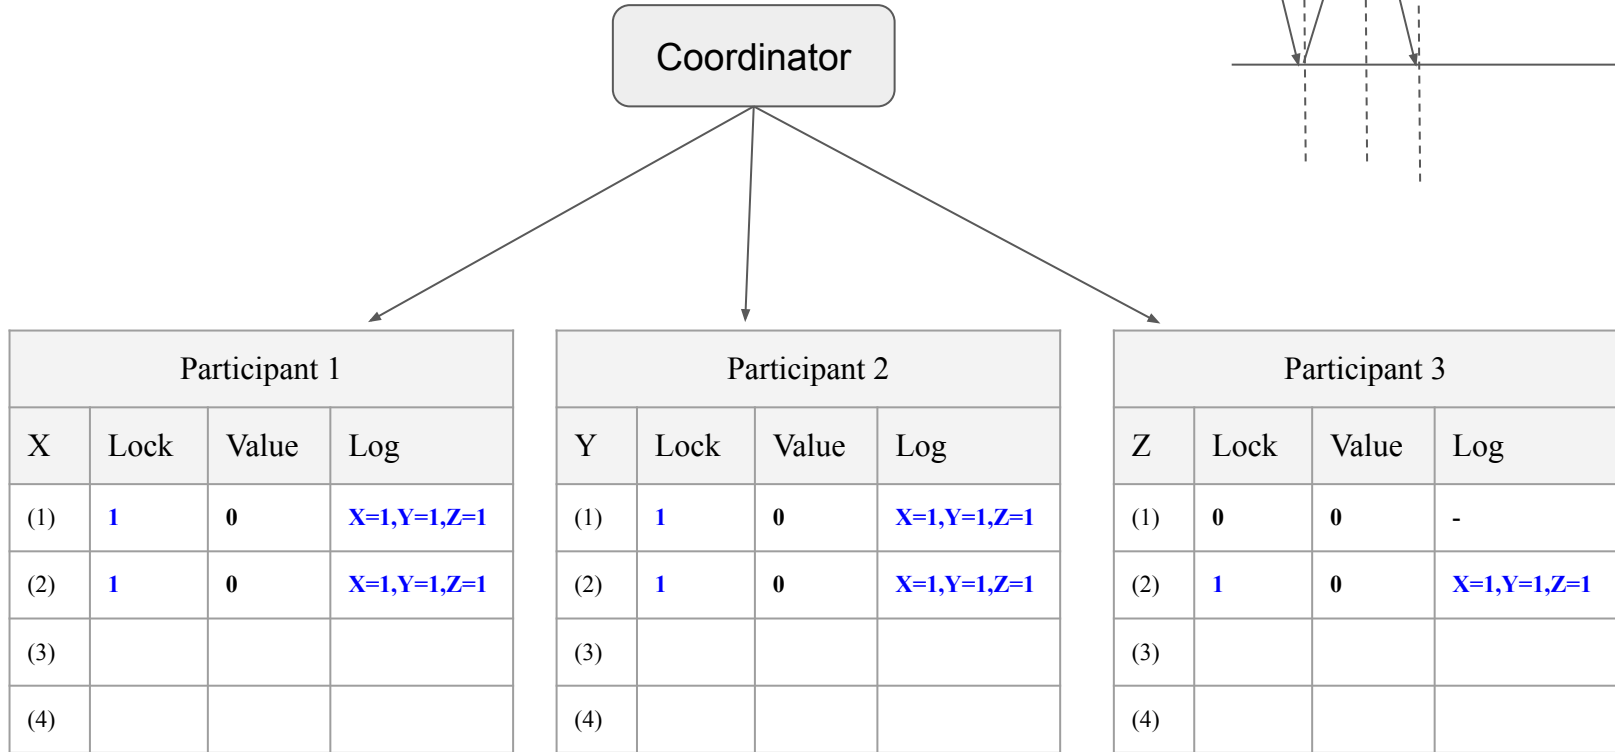 Coordinator
Participant 1
X Lock Value Log
(1) 1 0 X=1,Y=1,Z=1
(2) 1 0 X=1,Y=1,Z=1
(3)
(4)
Participant 2
Y Lock Value Log
(1) 1 0 X=1,Y=1,Z=1
(2) 1 0 X=1,Y=1,Z=1
(3)
(4)
Participant 3
Z Lock Value Log
(1) 0 0 -
(2) 1 0 X=1,Y=1,Z=1
(3)
(4)